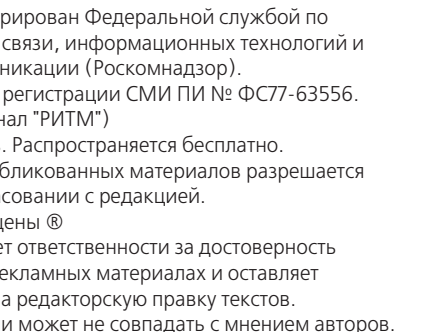 рирован Федеральной службой по
связи, информационных технологий и
никации (Роскомнадзор).
регистрации СМИ ПИ № ФС77-63556.
нал "РИТМ")
. Распространяется бесплатно.
бликованных материалов разрешается
совании с редакцией.
цены ®
ет ответственности за достоверность
екламных материалах и оставляет
а редакторскую правку текстов.
и может не совпадать с мнением авторов.